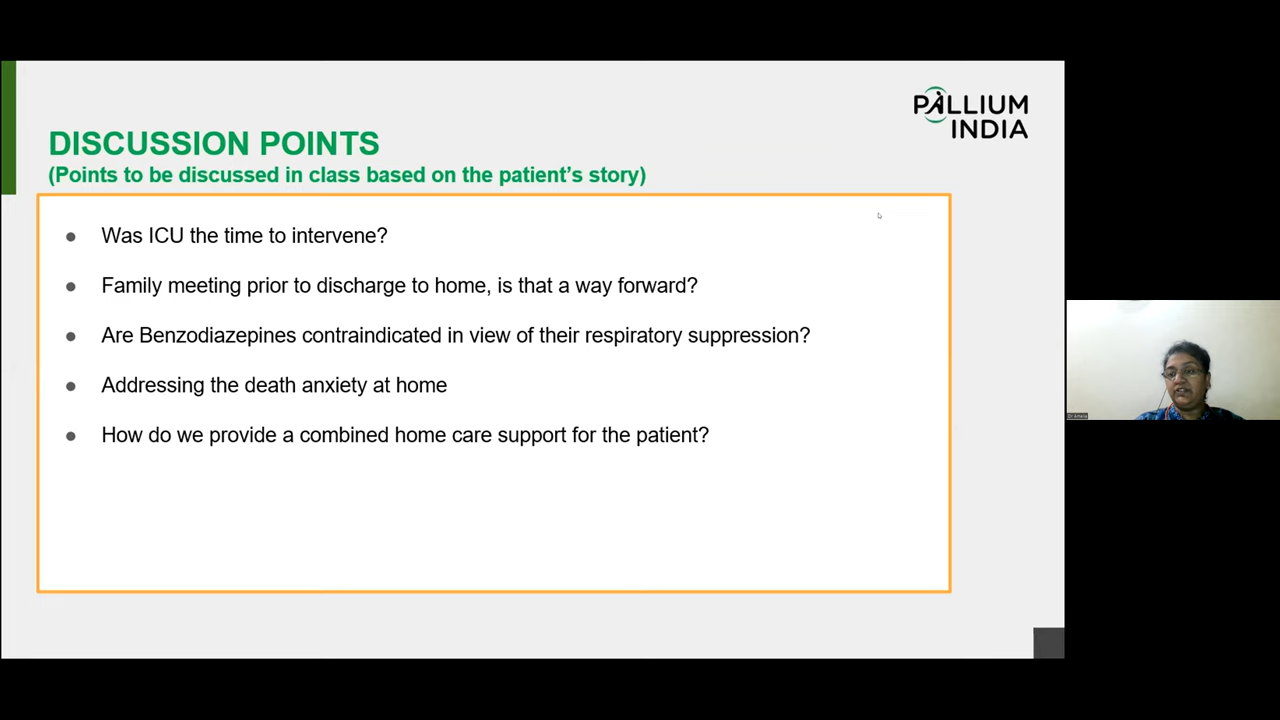 PALLIUM
INDIA
DISCUSSION POINTS
(Points to be discussed in class based on the patient's story)
● Was ICU the time to intervene?
● Family meeting prior to discharge to home, is that a way forward?
● Are Benzodiazepines contraindicated in view of their respiratory suppression?
● Addressing the death anxiety at home
● How do we provide a combined home care support for the patient?